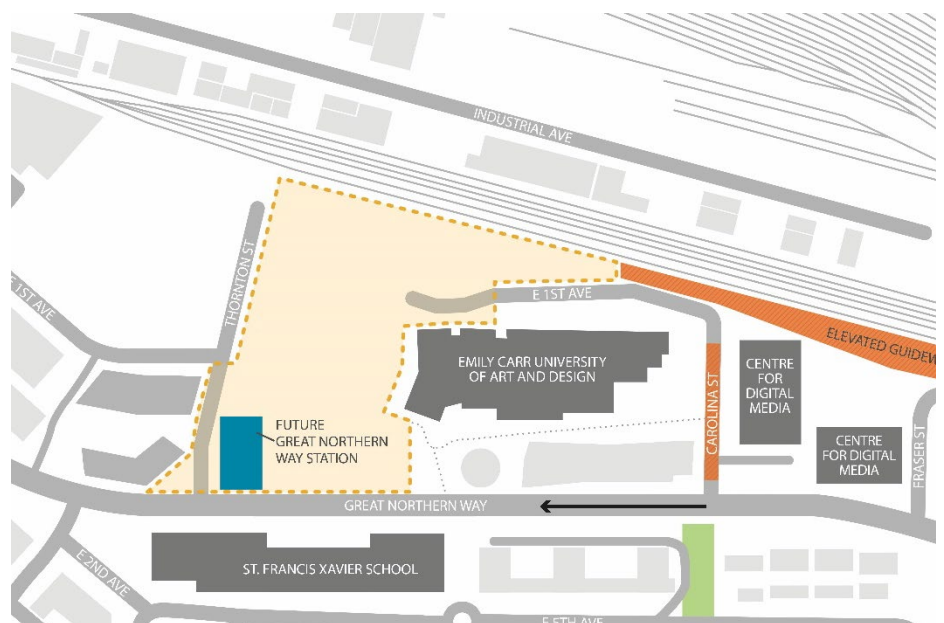 INDUSTRIAL AVE
THORNTON ST
E 1ST AVE
E 1ST AVE
ELEVATED GUIDEW
EMILY CARR UNIVERSITY
OF ART AND DESIGN
CAROLINA ST
CENTRE
FOR
DIGITAL
MEDIA
CENTRE
FOR DIGITAL
MEDIA
FRASER ST
FUTURE
GREAT NORTHERN
WAY STATION
GREAT NORTHERN WAY
ST. FRANCIS XAVIER SCHOOL
E 2ND AVE
E 5TH AVE